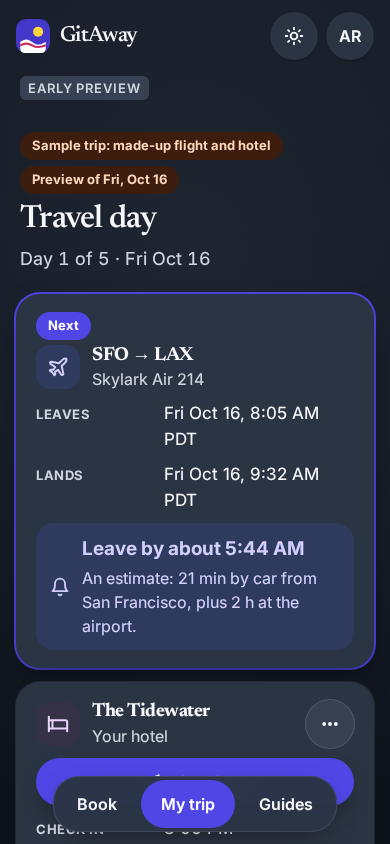 GitAway
AR
EARLY PREVIEW
Sample trip: made-up flight and hotel
Preview of Fri, Oct 16
Travel day
Day 1 of 5 · Fri Oct 16
Next
SFO → LAX
Skylark Air 214
LEAVES
Fri Oct 16, 8:05 AM
PDT
LANDS
Fri Oct 16, 9:32 AM
PDT
Leave by about 5:44 AM
An estimate: 21 min by car from
San Francisco, plus 2 h at the
airport.
The Tidewater
Your hotel
Book
My trip
Guides